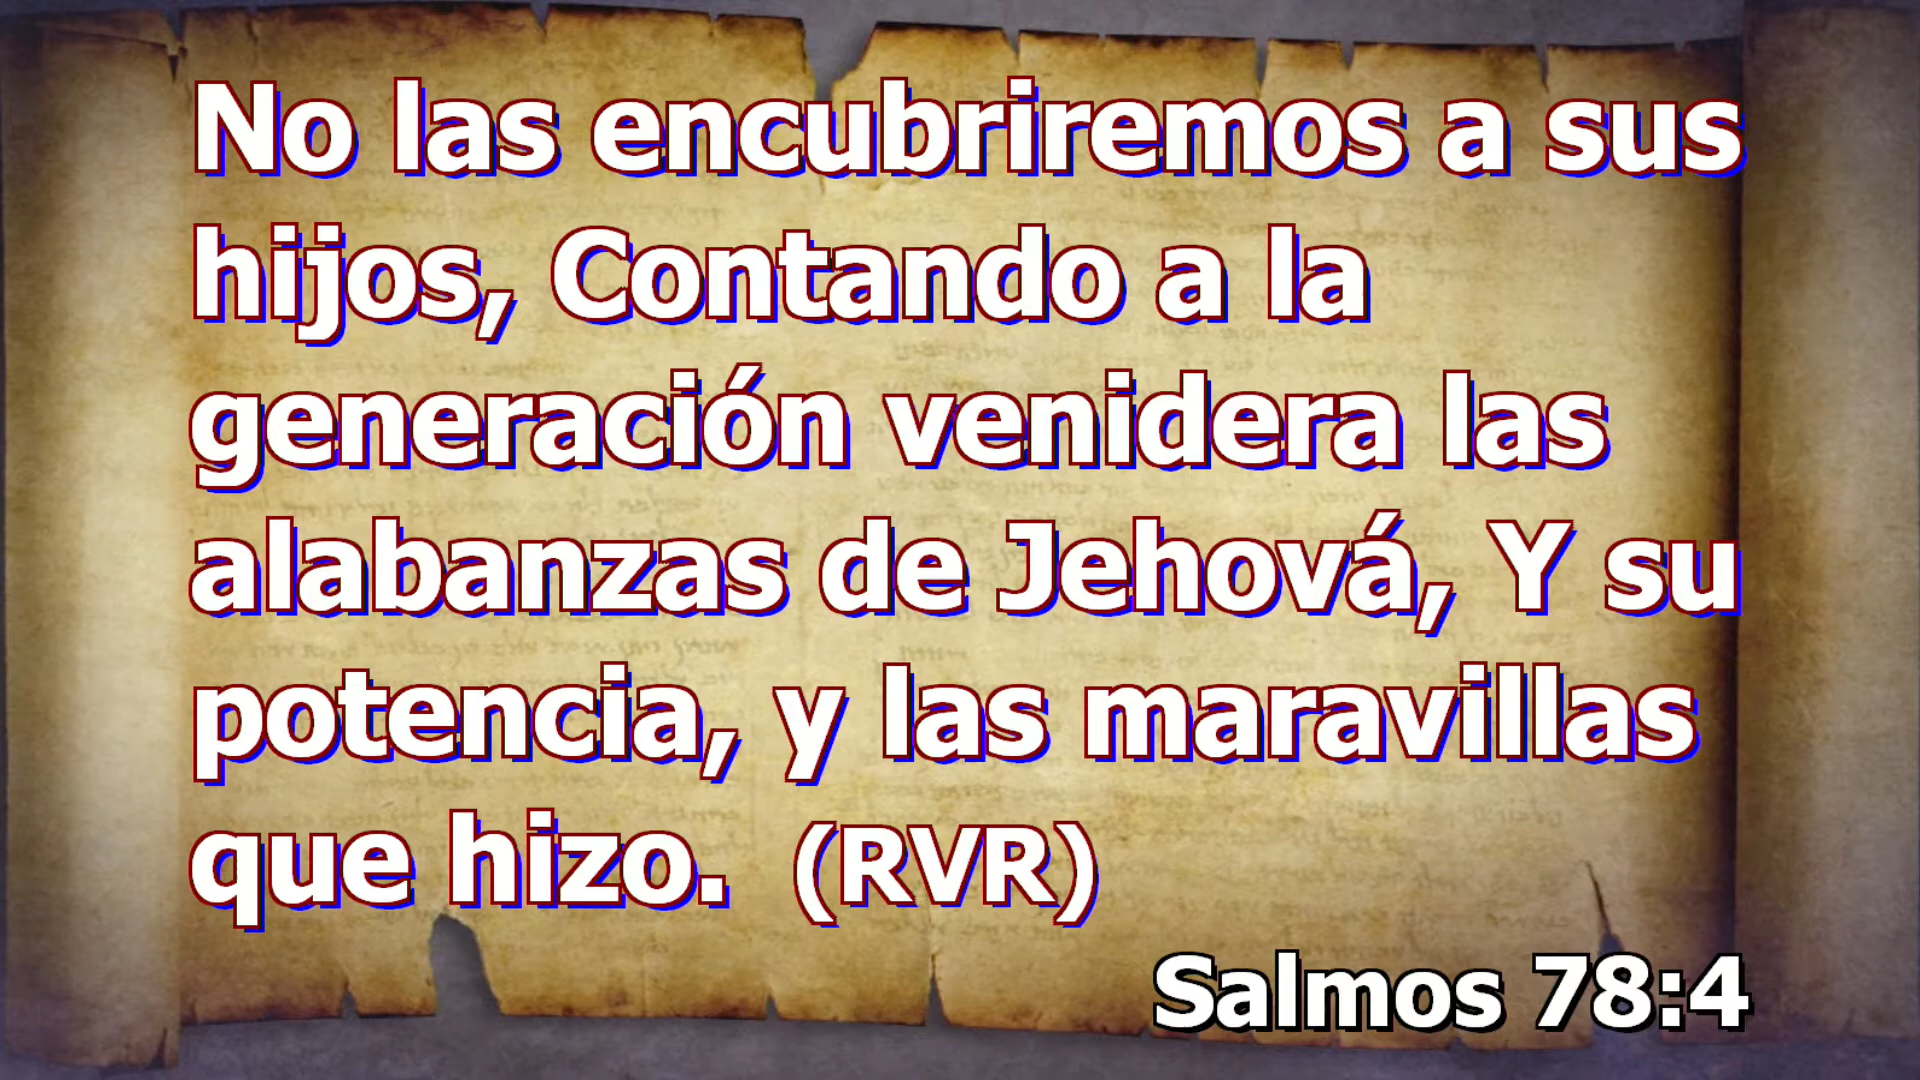 No las encubriremos a sus
hijos, Contando a la
generación venidera las
alabanzas de Jehová, Y su
potencia, y las maravillas
que hizo.  (RVR)
Salmos 78:4